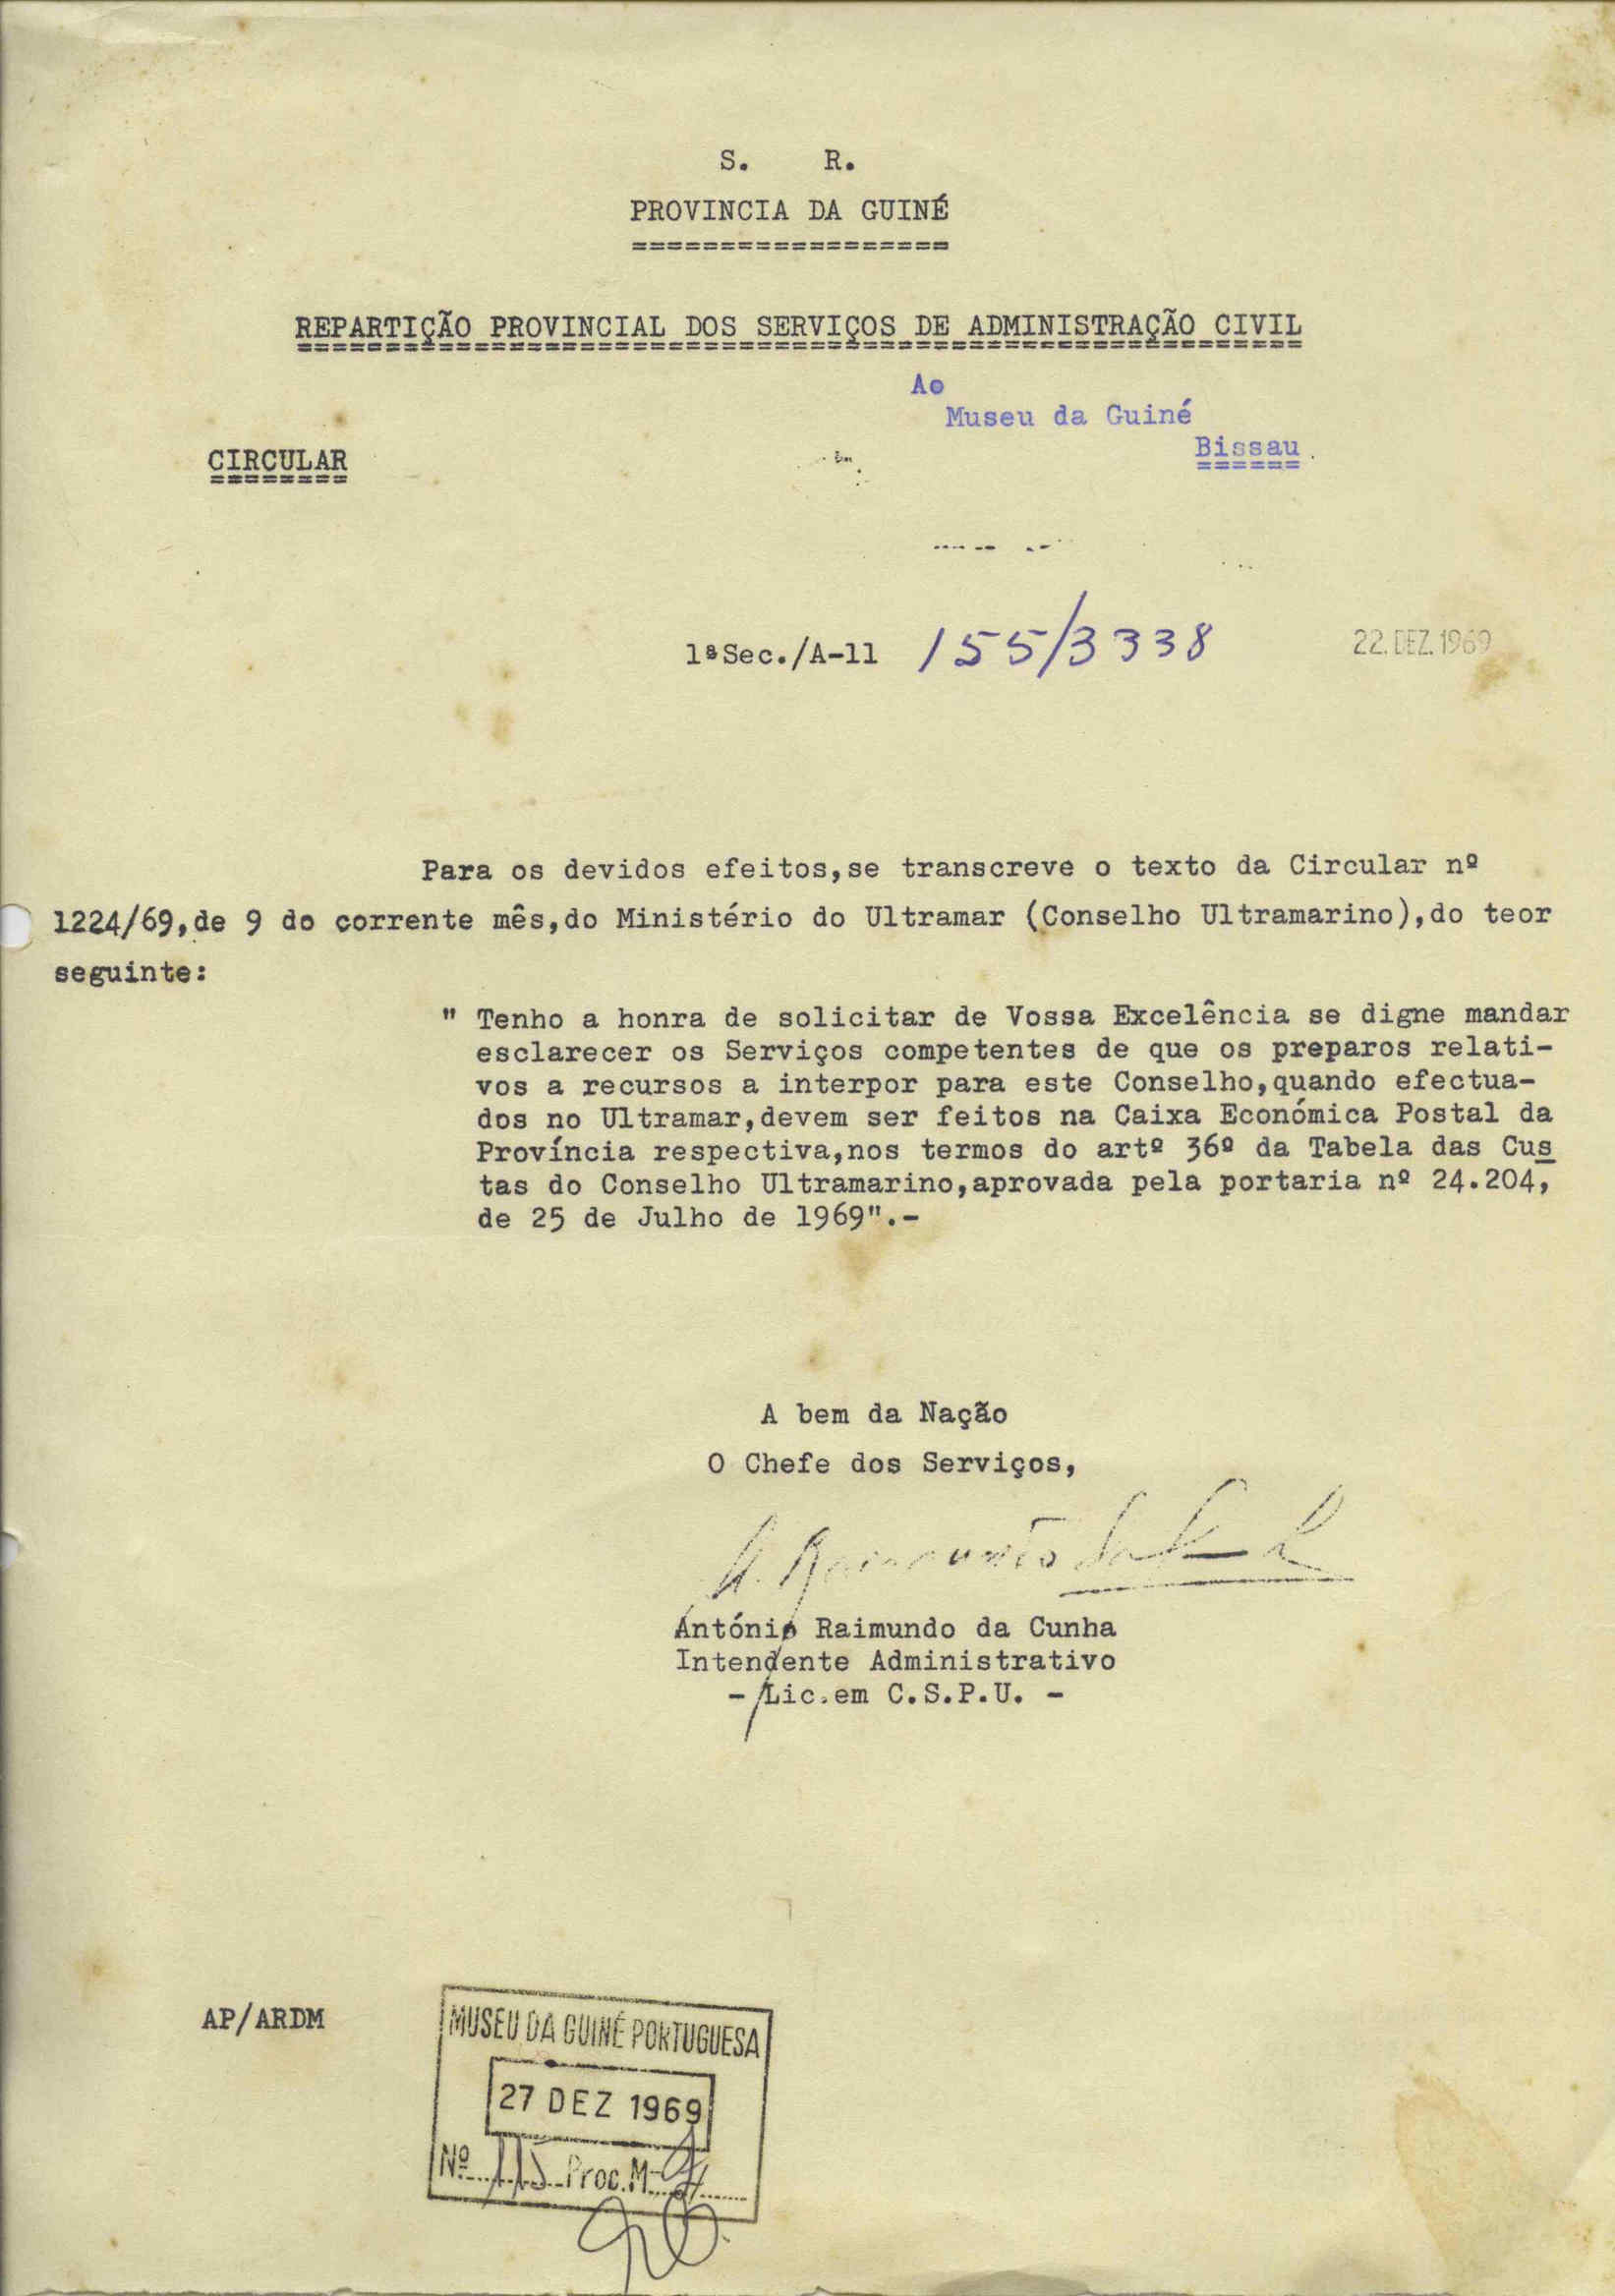 S. R.
PROVINCIA DA GUINÉ
==================
REPARTIÇÃO PROVINCIAL DOS SERVIÇOS DE ADMINISTRAÇÃO CIVIL
Ao
Museu da Guiné
Bissau
CIRCULAR
1ªSec./A-11 155/3338 22.DEZ.1969
Para os devidos efeitos,se transcreve o texto da Circular nº
1224/69,de 9 do corrente mês,do Ministério do Ultramar (Conselho Ultramarino),do teor
seguinte:
" Tenho a honra de solicitar de Vossa Excelência se digne mandar
esclarecer os Serviços competentes de que os preparos relati-
vos a recursos a interpor para este Conselho,quando efectua-
dos no Ultramar,devem ser feitos na Caixa Económica Postal da
Província respectiva,nos termos do artº 36º da Tabela das Cus
tas do Conselho Ultramarino,aprovada pela portaria nº 24.204,
de 25 de Julho de 1969".-
A bem da Nação
O Chefe dos Serviços,
António Raimundo da Cunha
Intendente Administrativo
- Lic.em C.S.P.U. -
AP/ARDM
MUSEU DA GUINÉ PORTUGUESA
27 DEZ 1969
Nº Proc.M-